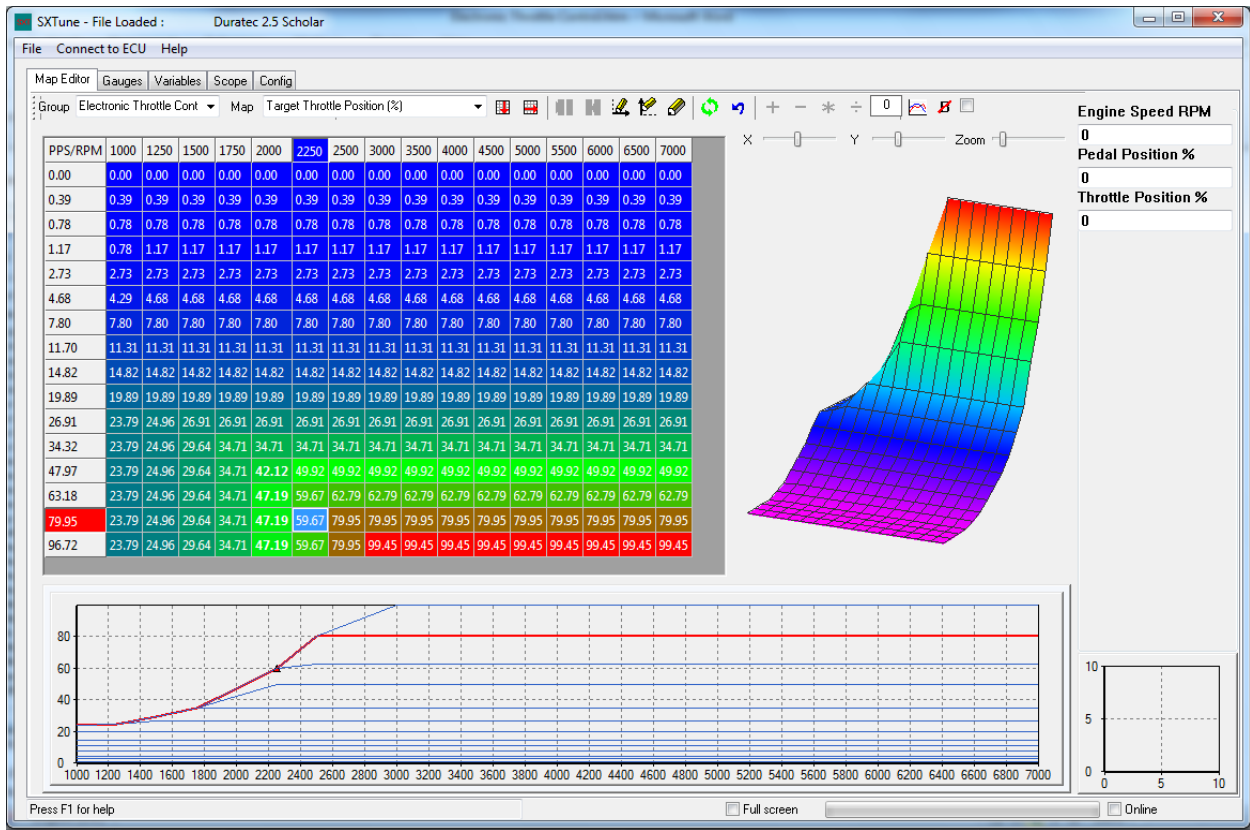 SXTune - File Loaded : Duratec 2.5 Scholar
File Connect to ECU Help
Map Editor Gauges Variables Scope Config
Group Electronic Throttle Cont Map Target Throttle Position (%) + - * ÷ 0
X Y Zoom
Engine Speed RPM
0
Pedal Position %
0
Throttle Position %
0
PPS/RPM 1000 1250 1500 1750 2000 2250 2500 3000 3500 4000 4500 5000 5500 6000 6500 7000
0.00 0.00 0.00 0.00 0.00 0.00 0.00 0.00 0.00 0.00 0.00 0.00 0.00 0.00 0.00 0.00 0.00
0.39 0.39 0.39 0.39 0.39 0.39 0.39 0.39 0.39 0.39 0.39 0.39 0.39 0.39 0.39 0.39 0.39
0.78 0.78 0.78 0.78 0.78 0.78 0.78 0.78 0.78 0.78 0.78 0.78 0.78 0.78 0.78 0.78 0.78
1.17 0.78 1.17 1.17 1.17 1.17 1.17 1.17 1.17 1.17 1.17 1.17 1.17 1.17 1.17 1.17 1.17
2.73 2.73 2.73 2.73 2.73 2.73 2.73 2.73 2.73 2.73 2.73 2.73 2.73 2.73 2.73 2.73 2.73
4.68 4.29 4.68 4.68 4.68 4.68 4.68 4.68 4.68 4.68 4.68 4.68 4.68 4.68 4.68 4.68 4.68
7.80 7.80 7.80 7.80 7.80 7.80 7.80 7.80 7.80 7.80 7.80 7.80 7.80 7.80 7.80 7.80 7.80
11.70 11.31 11.31 11.31 11.31 11.31 11.31 11.31 11.31 11.31 11.31 11.31 11.31 11.31 11.31 11.31 11.31
14.82 14.82 14.82 14.82 14.82 14.82 14.82 14.82 14.82 14.82 14.82 14.82 14.82 14.82 14.82 14.82 14.82
19.89 19.89 19.89 19.89 19.89 19.89 19.89 19.89 19.89 19.89 19.89 19.89 19.89 19.89 19.89 19.89 19.89
26.91 23.79 24.96 26.91 26.91 26.91 26.91 26.91 26.91 26.91 26.91 26.91 26.91 26.91 26.91 26.91 26.91
34.32 23.79 24.96 29.64 34.71 34.71 34.71 34.71 34.71 34.71 34.71 34.71 34.71 34.71 34.71 34.71 34.71
47.97 23.79 24.96 29.64 34.71 42.12 49.92 49.92 49.92 49.92 49.92 49.92 49.92 49.92 49.92 49.92 49.92
63.18 23.79 24.96 29.64 34.71 47.19 59.67 62.79 62.79 62.79 62.79 62.79 62.79 62.79 62.79 62.79 62.79
79.95 23.79 24.96 29.64 34.71 47.19 59.67 79.95 79.95 79.95 79.95 79.95 79.95 79.95 79.95 79.95 79.95
96.72 23.79 24.96 29.64 34.71 47.19 59.67 79.95 99.45 99.45 99.45 99.45 99.45 99.45 99.45 99.45 99.45
80
60
40
20
0
1000 1200 1400 1600 1800 2000 2200 2400 2600 2800 3000 3200 3400 3600 3800 4000 4200 4400 4600 4800 5000 5200 5400 5600 5800 6000 6200 6400 6600 6800 7000
10
5
0
0 5 10
Press F1 for help Full screen Online